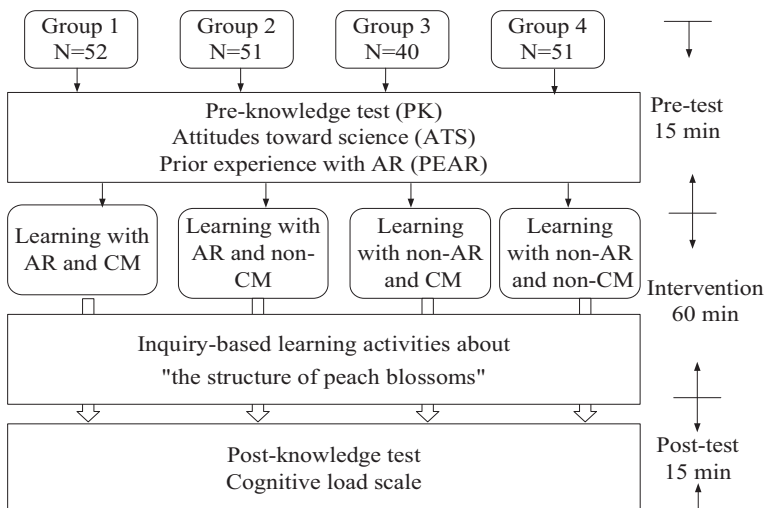 Group 1
N=52
Group 2
N=51
Group 3
N=40
Group 4
N=51
Pre-knowledge test (PK)
Attitudes toward science (ATS)
Prior experience with AR (PEAR)
Pre-test
15 min
Learning with
AR and CM
Learning with
AR and non-
CM
Learning
with non-AR
and CM
Learning
with non-AR
and non-CM
Intervention
60 min
Inquiry-based learning activities about
"the structure of peach blossoms"
Post-knowledge test
Cognitive load scale
Post-test
15 min